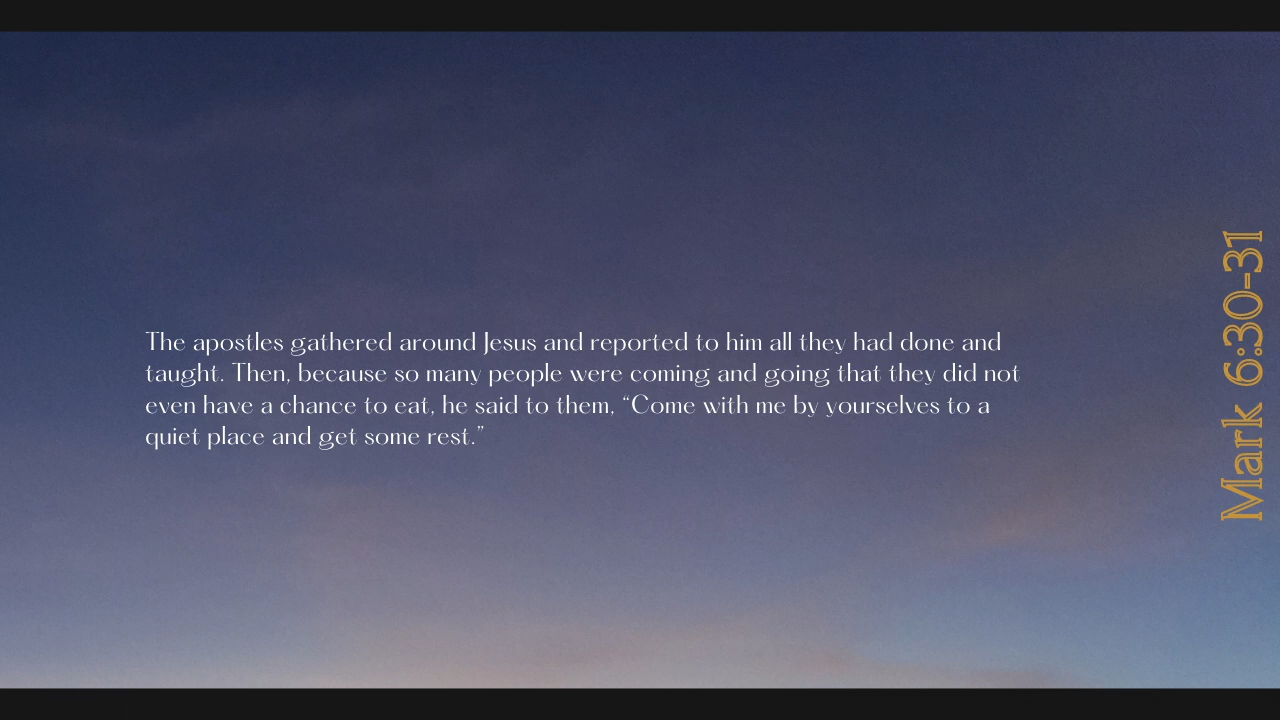 The apostles gathered around Jesus and reported to him all they had done and
taught. Then, because so many people were coming and going that they did not
even have a chance to eat, he said to them, “Come with me by yourselves to a
quiet place and get some rest.”
Mark 6:30-31